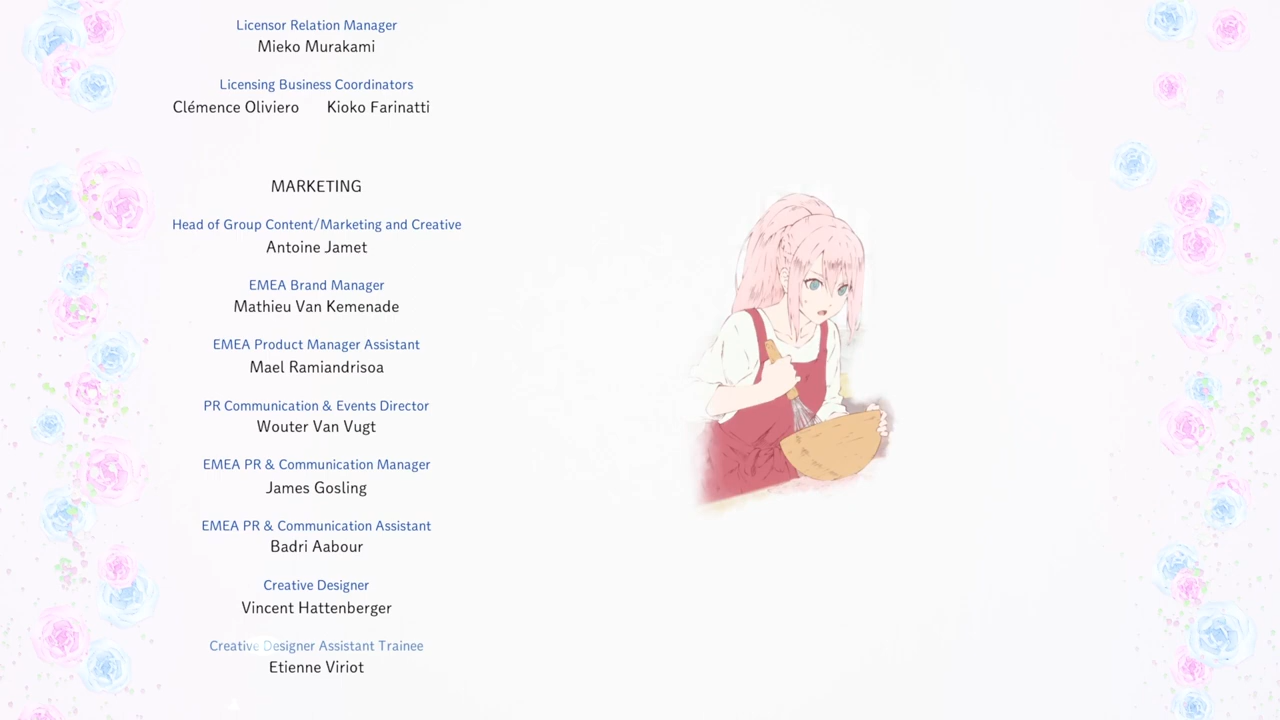 Licensor Relation Manager
Mieko Murakami
Licensing Business Coordinators
Clémence Oliviero Kioko Farinatti
MARKETING
Head of Group Content/Marketing and Creative
Antoine Jamet
EMEA Brand Manager
Mathieu Van Kemenade
EMEA Product Manager Assistant
Mael Ramiandrisoa
PR Communication & Events Director
Wouter Van Vugt
EMEA PR & Communication Manager
James Gosling
EMEA PR & Communication Assistant
Badri Aabour
Creative Designer
Vincent Hattenberger
Creative Designer Assistant Trainee
Etienne Viriot